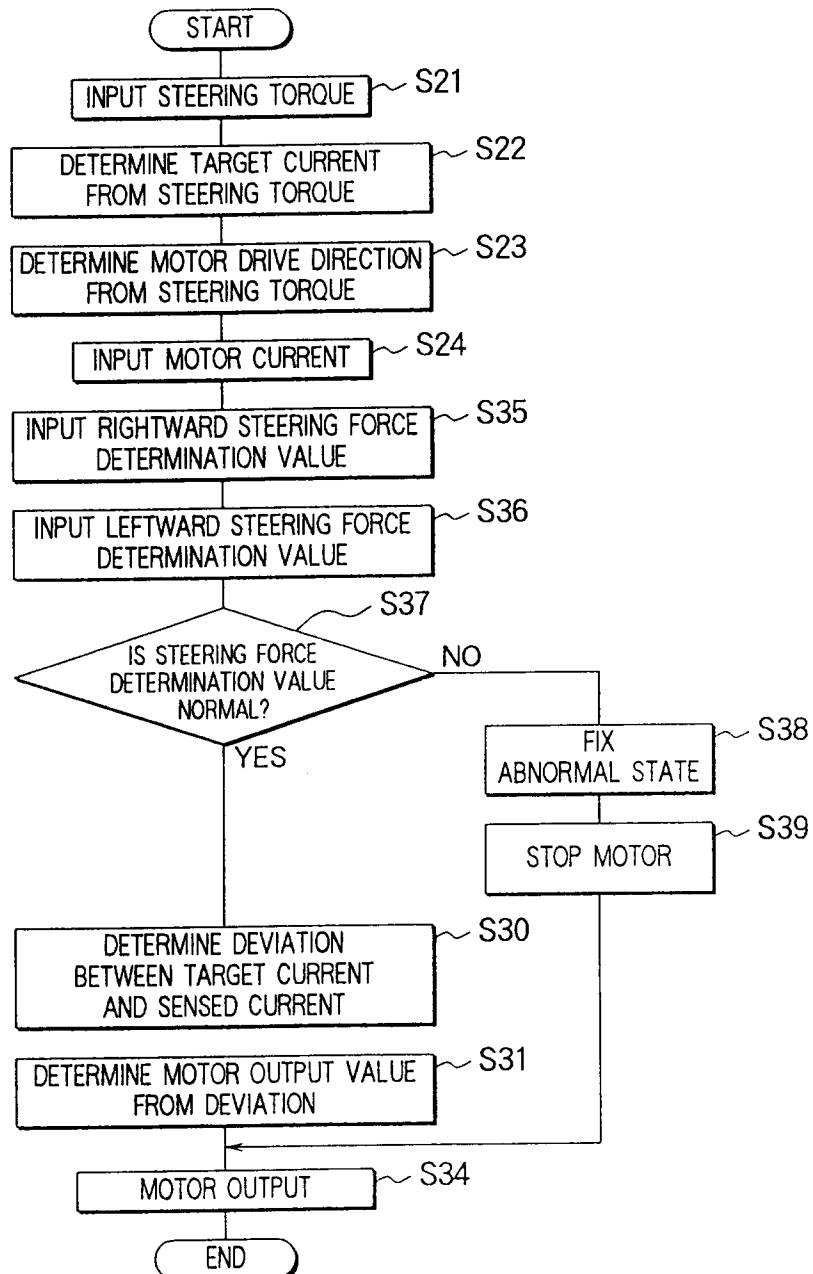 START
INPUT STEERING TORQUE
S21
DETERMINE TARGET CURRENT
FROM STEERING TORQUE
S22
DETERMINE MOTOR DRIVE DIRECTION
FROM STEERING TORQUE
S23
INPUT MOTOR CURRENT
S24
INPUT RIGHTWARD STEERING FORCE
DETERMINATION VALUE
S35
INPUT LEFTWARD STEERING FORCE
DETERMINATION VALUE
S36
IS STEERING FORCE
DETERMINATION VALUE
NORMAL?
S37
NO
YES
FIX
ABNORMAL STATE
S38
STOP MOTOR
S39
DETERMINE DEVIATION
BETWEEN TARGET CURRENT
AND SENSED CURRENT
S30
DETERMINE MOTOR OUTPUT VALUE
FROM DEVIATION
S31
MOTOR OUTPUT
S34
END